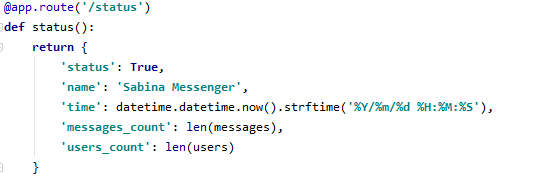 @app.route('/status')
def status():
    return {
        'status': True,
        'name': 'Sabina Messenger',
        'time': datetime.datetime.now().strftime('%Y/%m/%d %H:%M:%S'),
        'messages_count': len(messages),
        'users_count': len(users)
    }